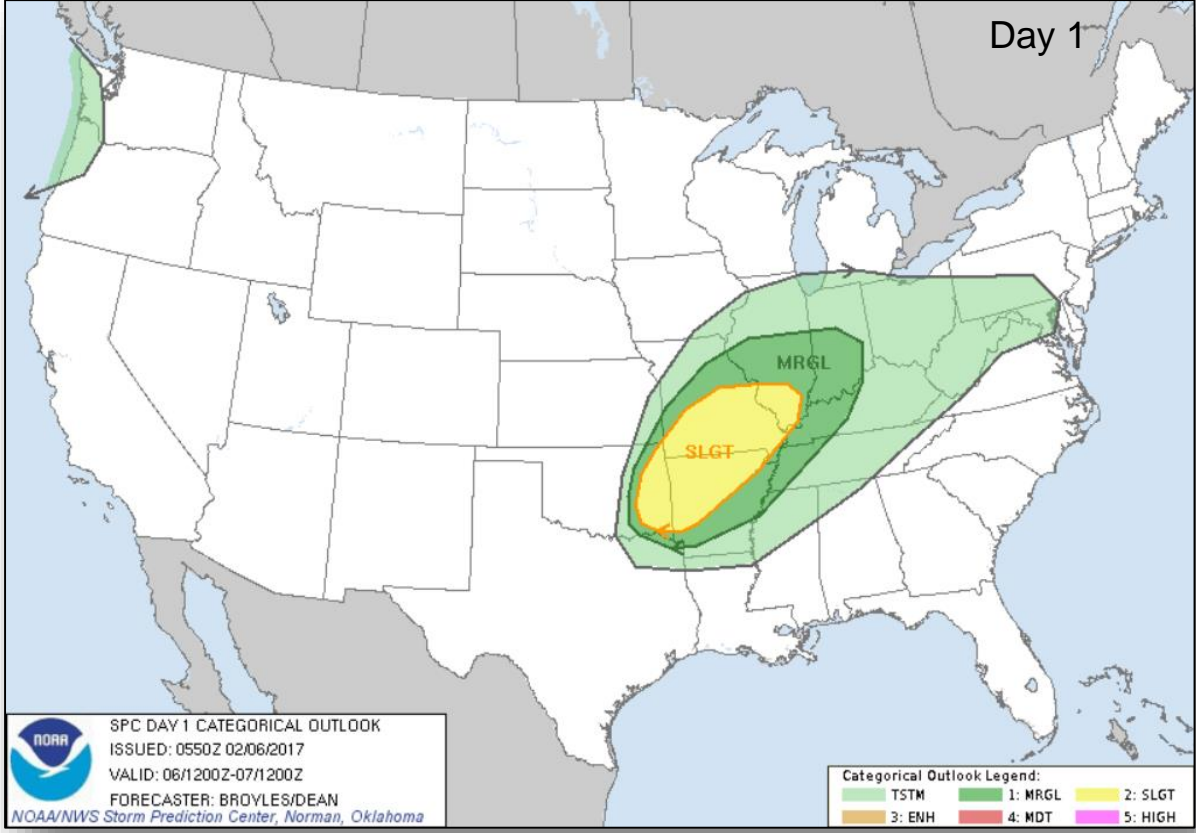 Day 1
MRGL
SLGT
NOAA
SPC DAY 1 CATEGORICAL OUTLOOK
ISSUED: 0550Z 02/06/2017
VALID: 06/1200Z-07/1200Z
FORECASTER: BROYLES/DEAN
NOAA/NWS Storm Prediction Center, Norman, Oklahoma
Categorical Outlook Legend:
TSTM 1: MRGL 2: SLGT
3: ENH 4: MDT 5: HIGH